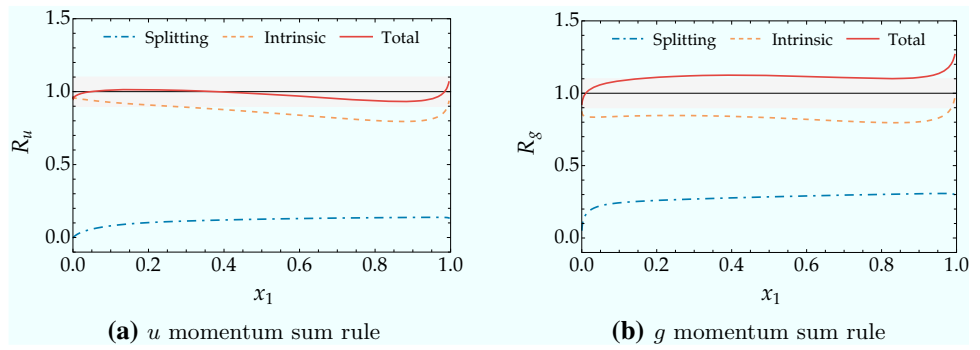 1.5
Splitting
Intrinsic
Total
1.0
R_u
0.5
0.0
0.0 0.2 0.4 0.6 0.8 1.0
x_1
(a) u momentum sum rule
1.5
Splitting
Intrinsic
Total
1.0
R_g
0.5
0.0
0.0 0.2 0.4 0.6 0.8 1.0
x_1
(b) g momentum sum rule